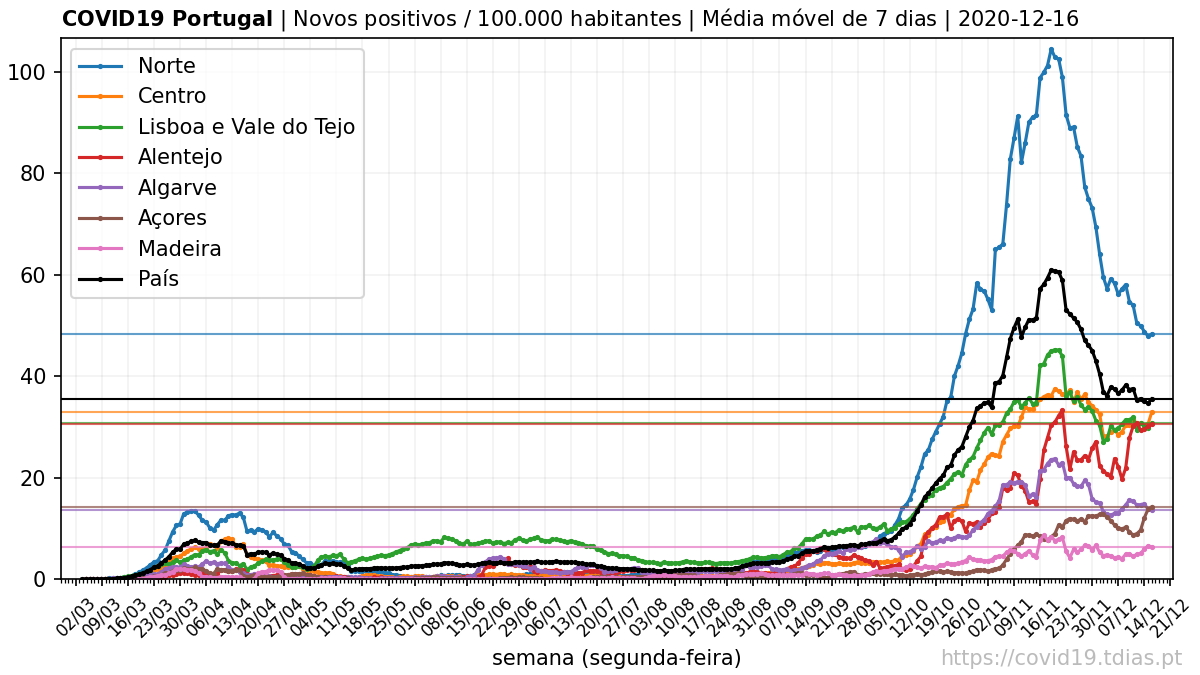 COVID19 Portugal | Novos positivos / 100.000 habitantes | Média móvel de 7 dias | 2020-12-16
Norte
Centro
Lisboa e Vale do Tejo
Alentejo
Algarve
Açores
Madeira
País
100
80
60
40
20
0
02/03 09/03 16/03 23/03 30/03 06/04 13/04 20/04 27/04 04/05 11/05 18/05 25/05 01/06 08/06 15/06 22/06 29/06 06/07 13/07 20/07 27/07 03/08 10/08 17/08 24/08 31/08 07/09 14/09 21/09 28/09 05/10 12/10 19/10 26/10 02/11 09/11 16/11 23/11 30/11 07/12 14/12 21/12
semana (segunda-feira)
https://covid19.tdias.pt